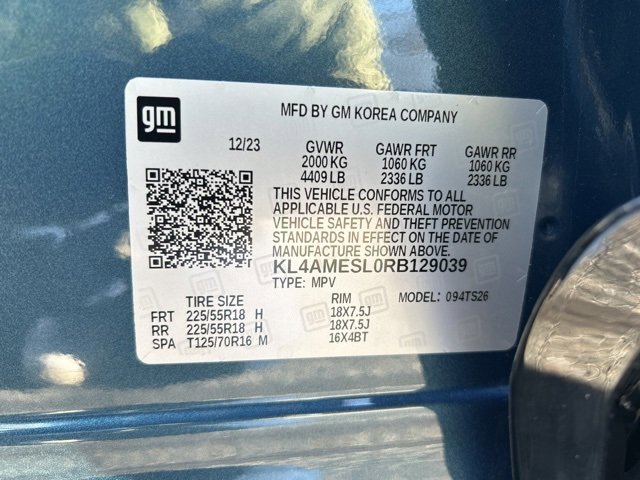 gm
MFD BY GM KOREA COMPANY
12/23 GVWR GAWR FRT GAWR RR
2000 KG 1060 KG 1060 KG
4409 LB 2336 LB 2336 LB
THIS VEHICLE CONFORMS TO ALL
APPLICABLE U.S. FEDERAL MOTOR
VEHICLE SAFETY AND THEFT PREVENTION
STANDARDS IN EFFECT ON THE DATE OF
MANUFACTURE SHOWN ABOVE.
KL4AMESL0RB129039
TYPE: MPV MODEL: 094TS26
TIRE SIZE RIM
FRT 225/55R18 H 18X7.5J
RR 225/55R18 H 18X7.5J
SPA T125/70R16 M 16X4BT